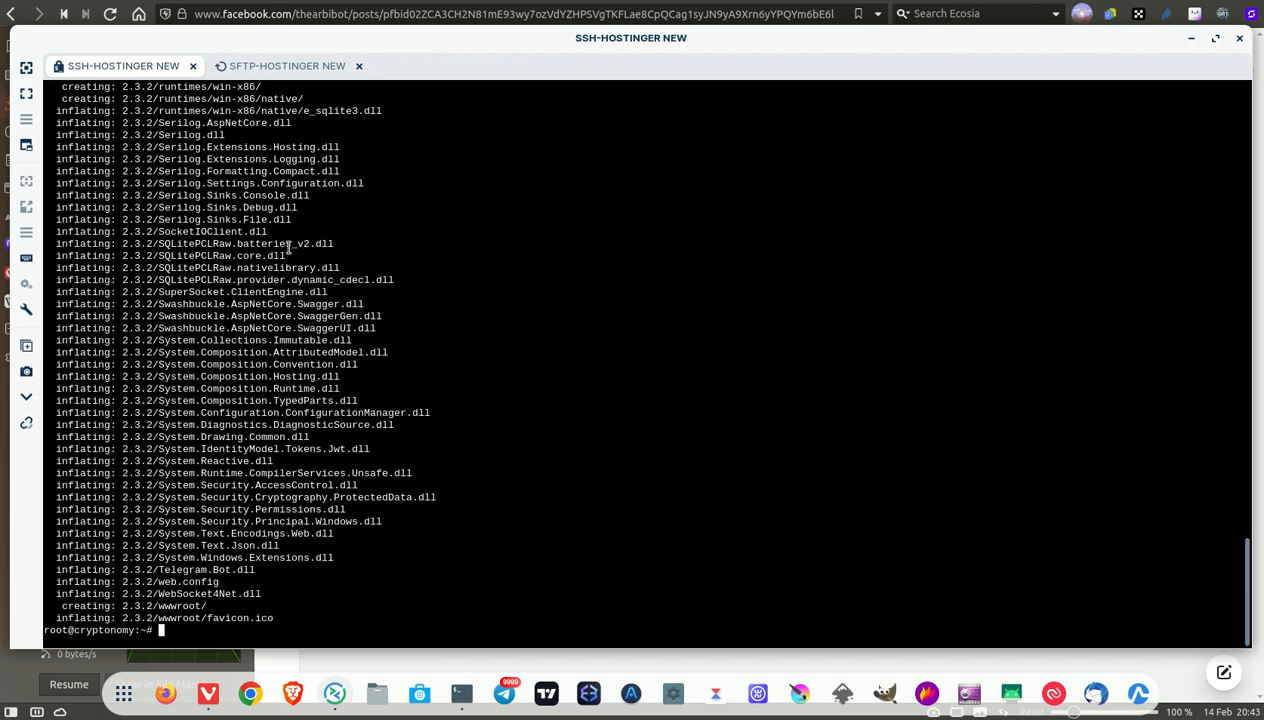 www.facebook.com/thearbibot/posts/pfbid02ZCA3CH2N81mE93wy7ozVdYZHPSVgTKFLae8CpQCag1syJN9yA9Xrn6yYPQYm6bE6l
Search Ecosia
SSH-HOSTINGER NEW
SSH-HOSTINGER NEW
SFTP-HOSTINGER NEW
creating: 2.3.2/runtimes/win-x86/
creating: 2.3.2/runtimes/win-x86/native/
inflating: 2.3.2/runtimes/win-x86/native/e_sqlite3.dll
inflating: 2.3.2/Serilog.AspNetCore.dll
inflating: 2.3.2/Serilog.dll
inflating: 2.3.2/Serilog.Extensions.Hosting.dll
inflating: 2.3.2/Serilog.Extensions.Logging.dll
inflating: 2.3.2/Serilog.Formatting.Compact.dll
inflating: 2.3.2/Serilog.Settings.Configuration.dll
inflating: 2.3.2/Serilog.Sinks.Console.dll
inflating: 2.3.2/Serilog.Sinks.Debug.dll
inflating: 2.3.2/Serilog.Sinks.File.dll
inflating: 2.3.2/SocketIOClient.dll
inflating: 2.3.2/SQLitePCLRaw.batteries_v2.dll
inflating: 2.3.2/SQLitePCLRaw.core.dll
inflating: 2.3.2/SQLitePCLRaw.nativelibrary.dll
inflating: 2.3.2/SQLitePCLRaw.provider.dynamic_cdecl.dll
inflating: 2.3.2/SuperSocket.ClientEngine.dll
inflating: 2.3.2/Swashbuckle.AspNetCore.Swagger.dll
inflating: 2.3.2/Swashbuckle.AspNetCore.SwaggerGen.dll
inflating: 2.3.2/Swashbuckle.AspNetCore.SwaggerUI.dll
inflating: 2.3.2/System.Collections.Immutable.dll
inflating: 2.3.2/System.Composition.AttributedModel.dll
inflating: 2.3.2/System.Composition.Convention.dll
inflating: 2.3.2/System.Composition.Hosting.dll
inflating: 2.3.2/System.Composition.Runtime.dll
inflating: 2.3.2/System.Composition.TypedParts.dll
inflating: 2.3.2/System.Configuration.ConfigurationManager.dll
inflating: 2.3.2/System.Diagnostics.DiagnosticSource.dll
inflating: 2.3.2/System.Drawing.Common.dll
inflating: 2.3.2/System.IdentityModel.Tokens.Jwt.dll
inflating: 2.3.2/System.Reactive.dll
inflating: 2.3.2/System.Runtime.CompilerServices.Unsafe.dll
inflating: 2.3.2/System.Security.AccessControl.dll
inflating: 2.3.2/System.Security.Cryptography.ProtectedData.dll
inflating: 2.3.2/System.Security.Permissions.dll
inflating: 2.3.2/System.Security.Principal.Windows.dll
inflating: 2.3.2/System.Text.Encodings.Web.dll
inflating: 2.3.2/System.Text.Json.dll
inflating: 2.3.2/System.Windows.Extensions.dll
inflating: 2.3.2/Telegram.Bot.dll
inflating: 2.3.2/web.config
inflating: 2.3.2/WebSocket4Net.dll
creating: 2.3.2/wwwroot/
inflating: 2.3.2/wwwroot/favicon.ico
root@cryptonomy:~#
0 bytes/s
Resume
9999
Reset
100 %
14 Feb 20:43